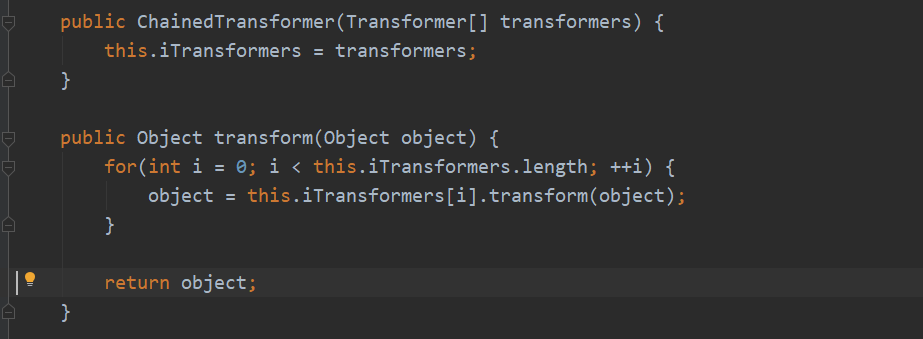 public ChainedTransformer(Transformer[] transformers) {
    this.iTransformers = transformers;
}
public Object transform(Object object) {
    for(int i = 0; i < this.iTransformers.length; ++i) {
        object = this.iTransformers[i].transform(object);
    }
    return object;
}